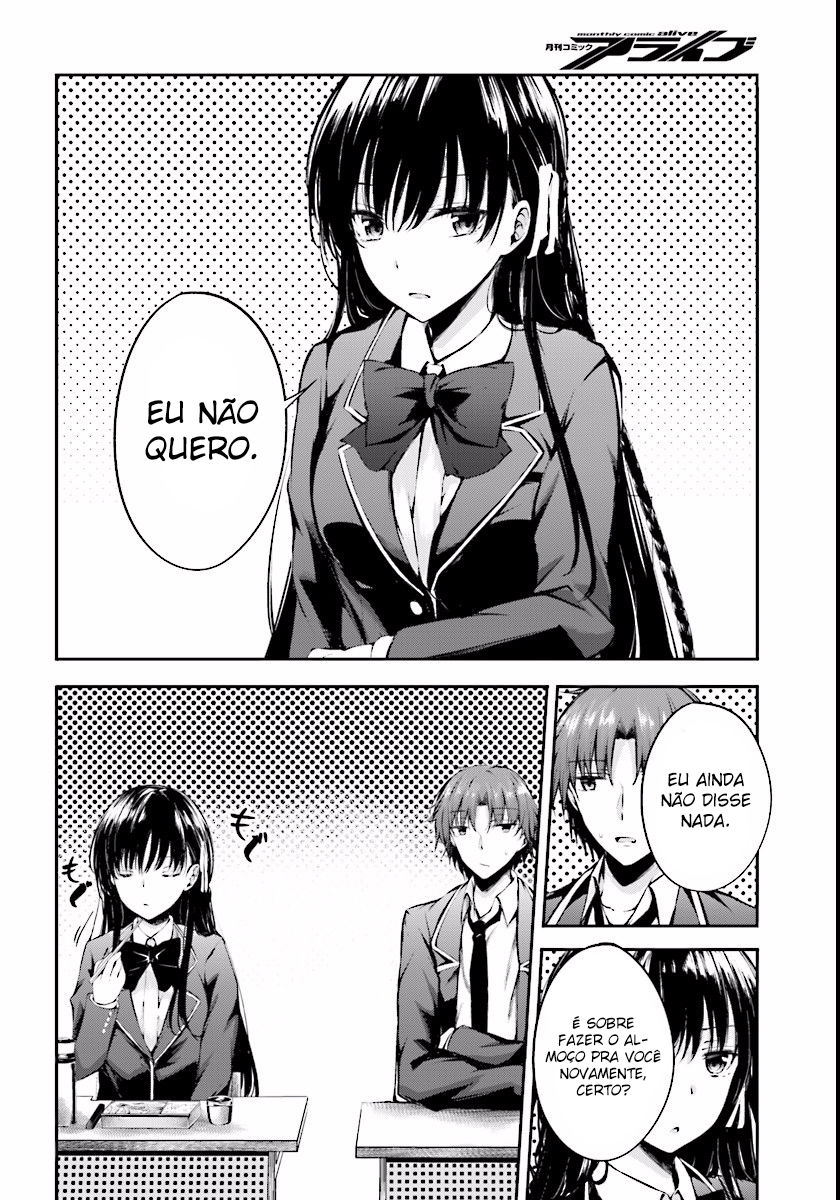 monthly comic alive
月刊コミック
アライブ
EU NÃO
QUERO.
EU AINDA
NÃO DISSE
NADA.
É SOBRE
FAZER O AL-
MOÇO PRA VOCÊ
NOVAMENTE,
CERTO?
もぐ
もぐ